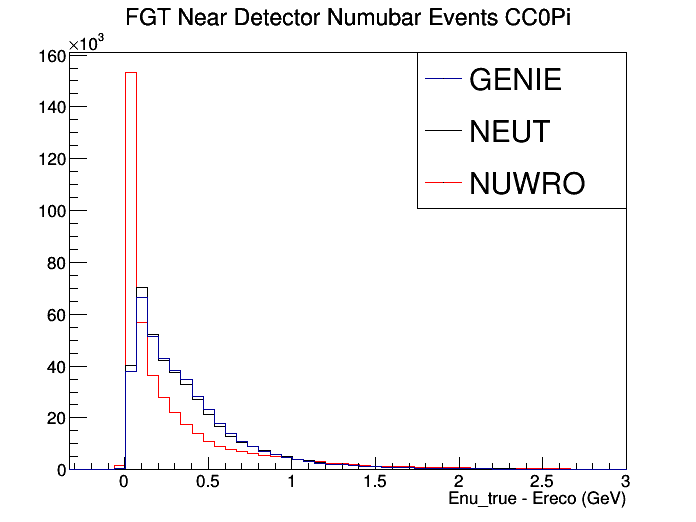 FGT Near Detector Numubar Events CC0Pi
×10³
160
140
120
100
80
60
40
20
0
GENIE
NEUT
NUWRO
0 0.5 1 1.5 2 2.5 3
Enu_true - Ereco (GeV)